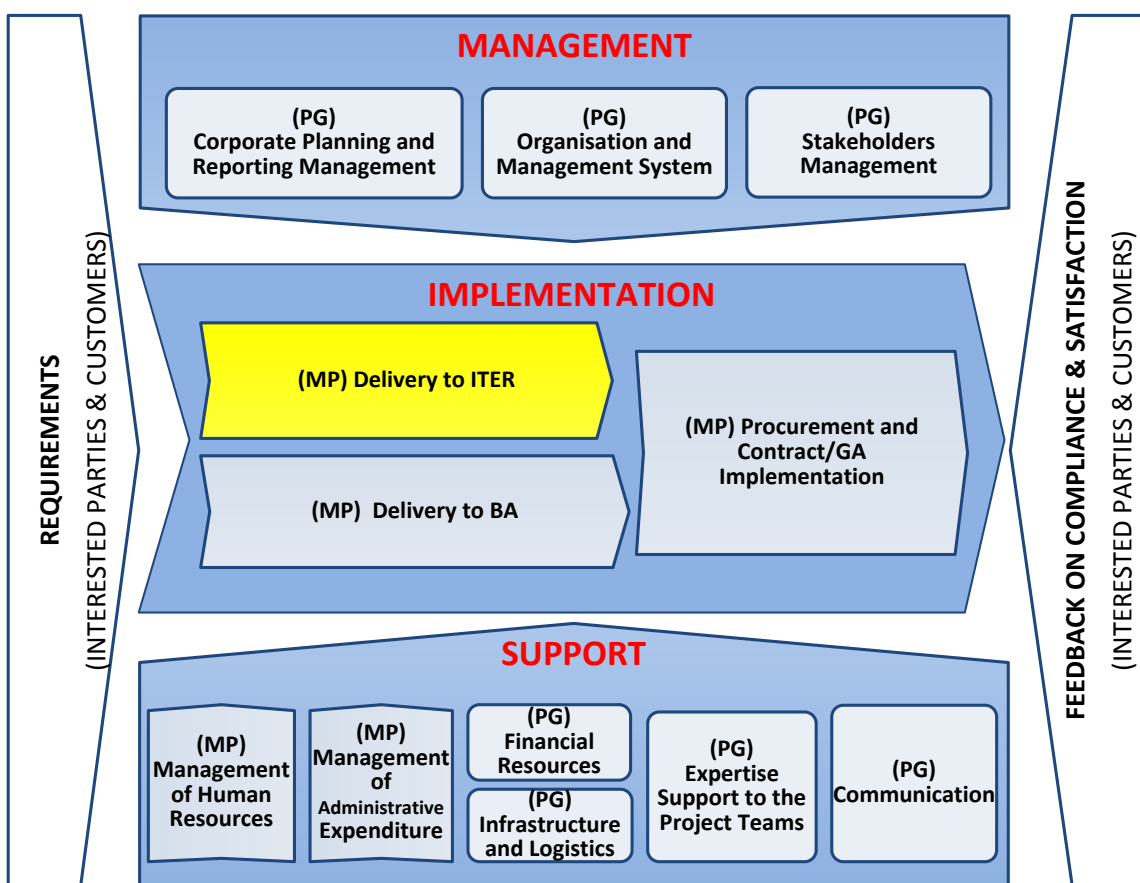 REQUIREMENTS
(INTERESTED PARTIES & CUSTOMERS)
MANAGEMENT
(PG)
Corporate Planning and
Reporting Management
(PG)
Organisation and
Management System
(PG)
Stakeholders
Management
IMPLEMENTATION
(MP) Delivery to ITER
(MP) Delivery to BA
(MP) Procurement and
Contract/GA
Implementation
SUPPORT
(MP)
Management
of Human
Resources
(MP)
Management
of
Administrative
Expenditure
(PG)
Financial
Resources
(PG)
Infrastructure
and Logistics
(PG)
Expertise
Support to the
Project Teams
(PG)
Communication
FEEDBACK ON COMPLIANCE & SATISFACTION
(INTERESTED PARTIES & CUSTOMERS)